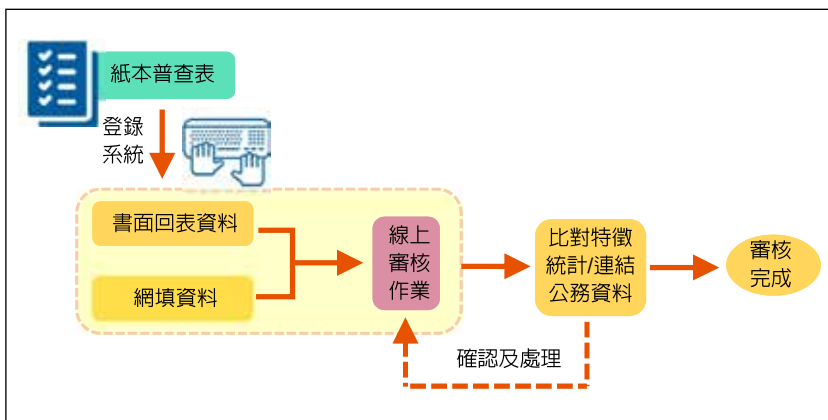 紙本普查表
登錄
系統
書面回表資料
網填資料
線上
審核
作業
比對特徵
統計/連結
公務資料
審核
完成
確認及處理